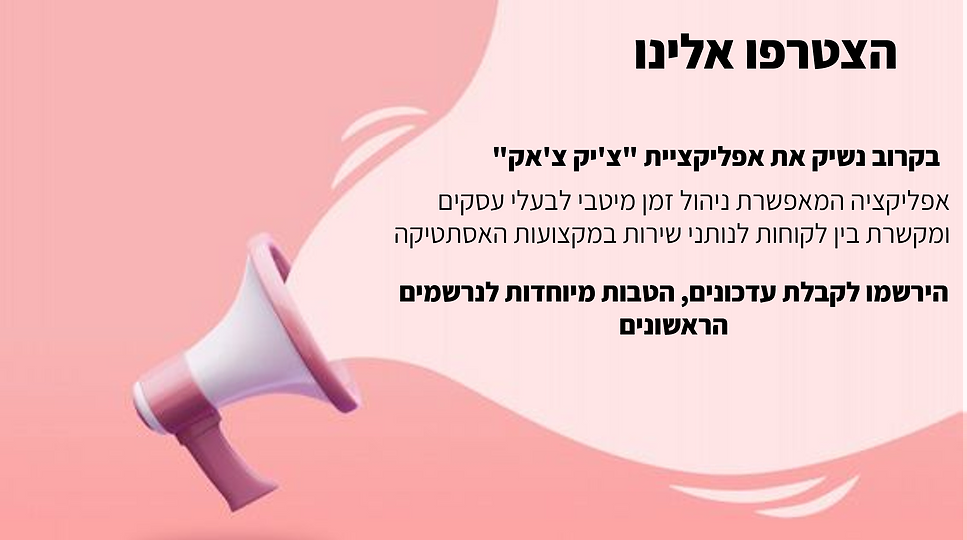 הצטרפו אלינו
בקרוב נשיק את אפליקציית "צ'יק צ'אק"
אפליקציה המאפשרת ניהול זמן מיטבי לבעלי עסקים
ומקשרת בין לקוחות לנותני שירות במקצועות האסתטיקה
הירשמו לקבלת עדכונים, הטבות מיוחדות לנרשמים
הראשונים